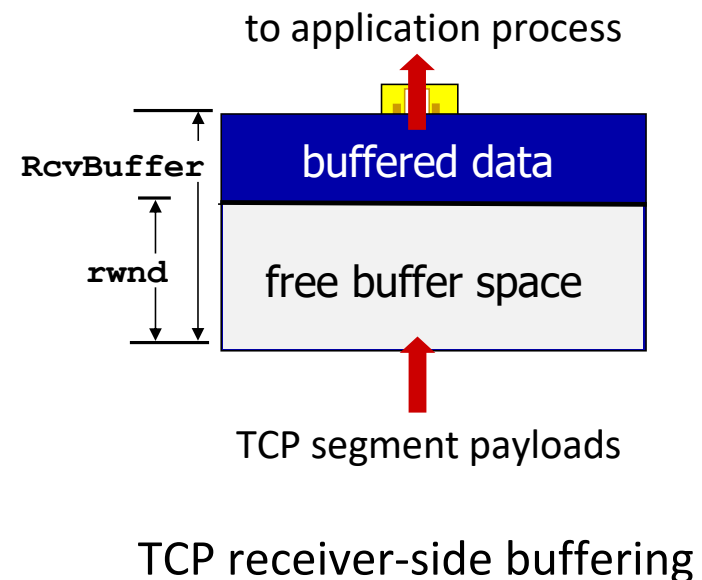 to application process
RcvBuffer
buffered data
rwnd
free buffer space
TCP segment payloads
TCP receiver-side buffering